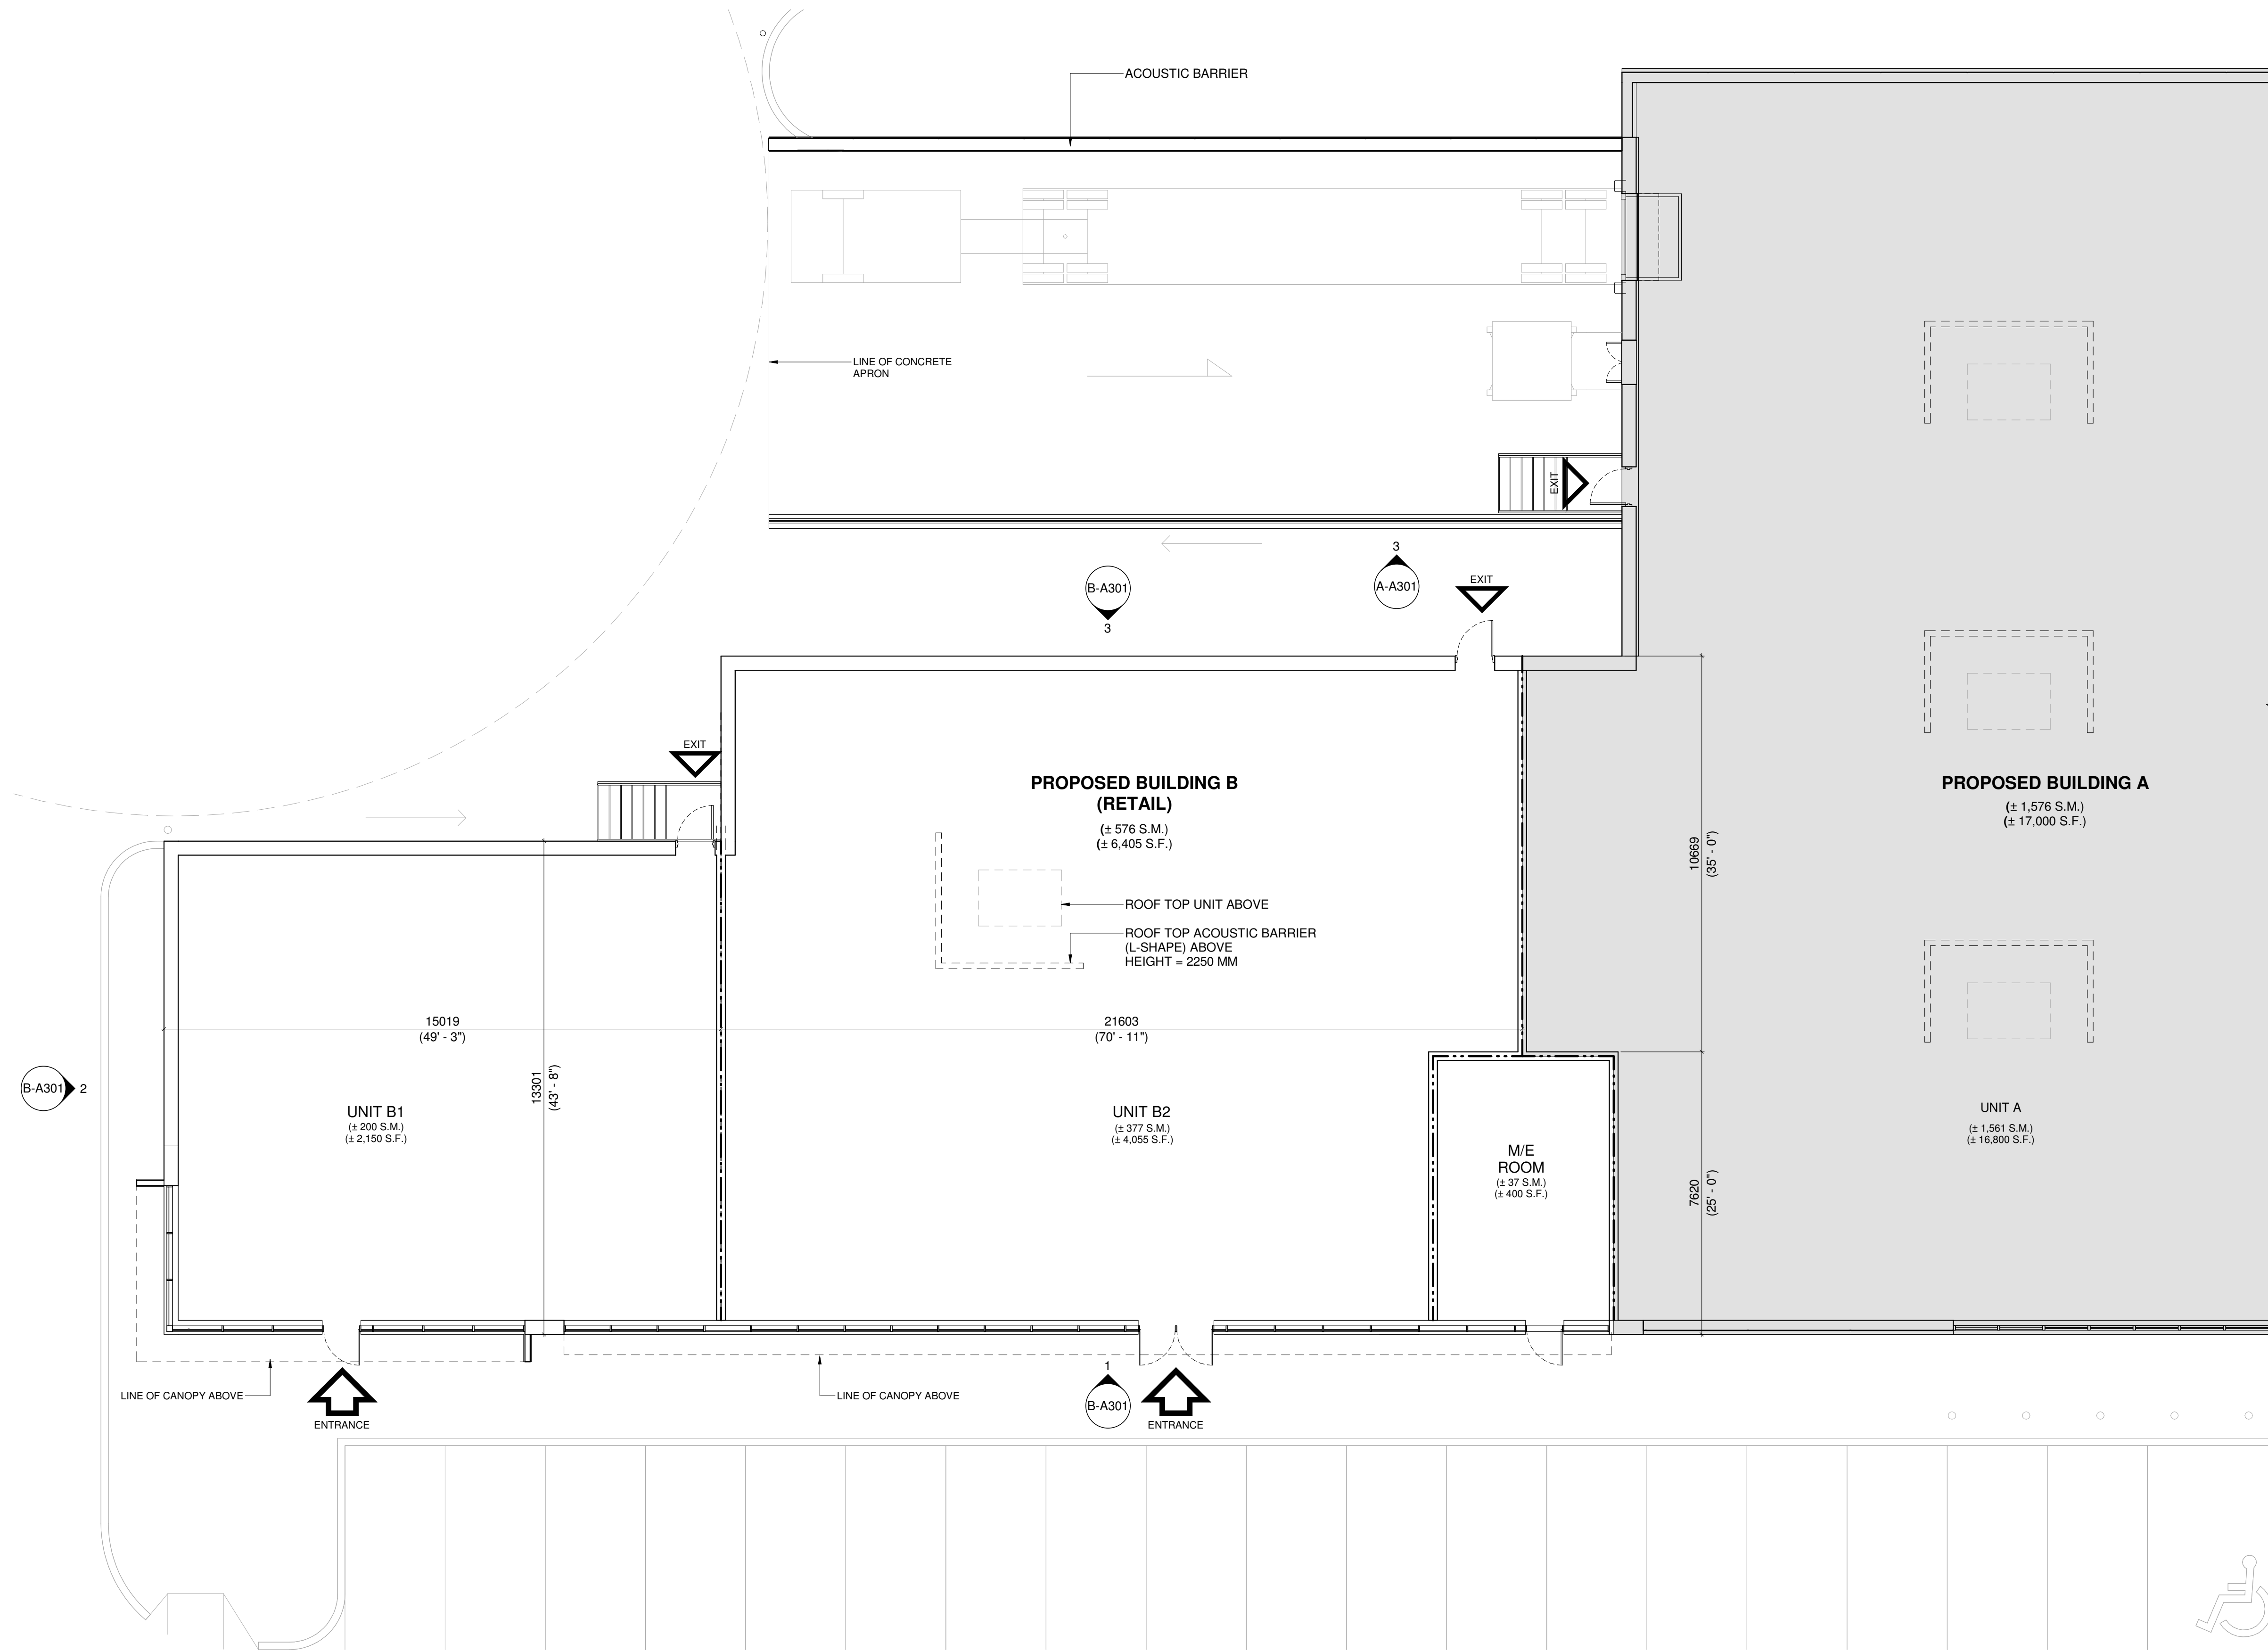 ACOUSTIC BARRIER
LINE OF CONCRETE
APRON
EXIT
3
A-A301
B-A301
3
EXIT
EXIT
PROPOSED BUILDING B
(RETAIL)
(± 576 S.M.)
(± 6,405 S.F.)
PROPOSED BUILDING A
(± 1,576 S.M.)
(± 17,000 S.F.)
10669
(35' - 0")
ROOF TOP UNIT ABOVE
ROOF TOP ACOUSTIC BARRIER
(L-SHAPE) ABOVE
HEIGHT = 2250 MM
15019
(49' - 3")
21603
(70' - 11")
13301
(43' - 8")
B-A301
2
UNIT B1
(± 200 S.M.)
(± 2,150 S.F.)
UNIT B2
(± 377 S.M.)
(± 4,055 S.F.)
M/E
ROOM
(± 37 S.M.)
(± 400 S.F.)
7620
(25' - 0")
UNIT A
(± 1,561 S.M.)
(± 16,800 S.F.)
LINE OF CANOPY ABOVE
ENTRANCE
LINE OF CANOPY ABOVE
1
B-A301
ENTRANCE